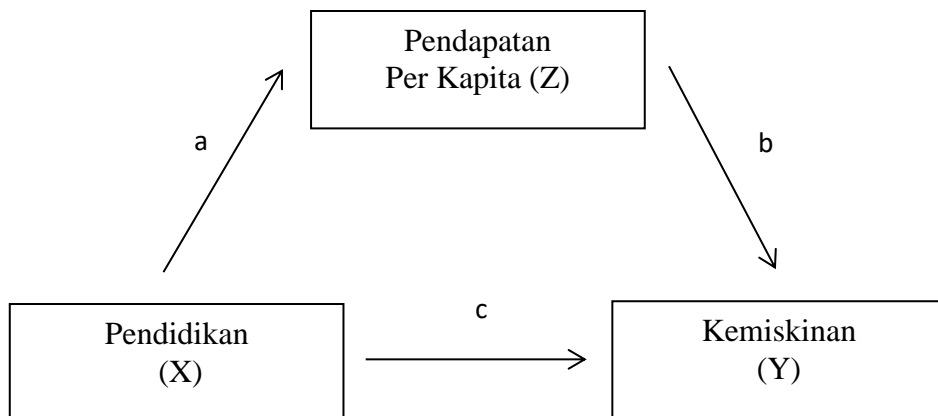 Pendapatan
Per Kapita (Z)
a
b
c
Pendidikan
(X)
Kemiskinan
(Y)